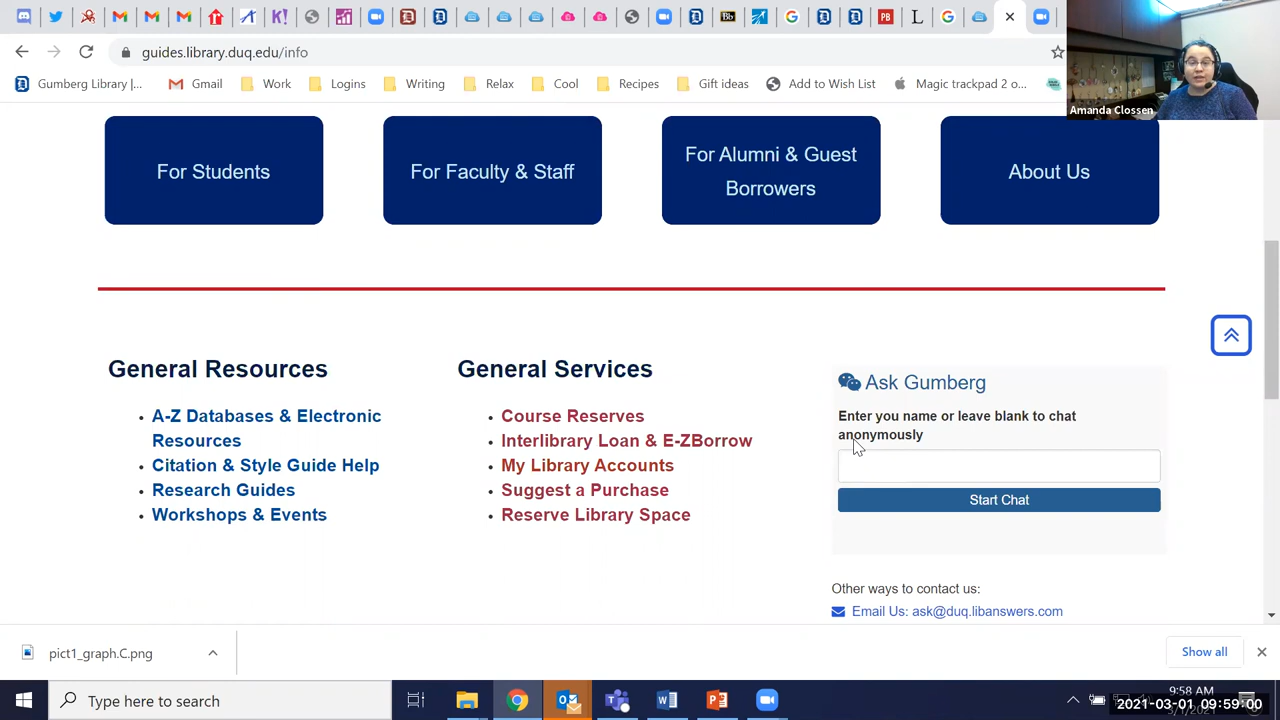 guides.library.duq.edu/info
Gumberg Library |...
Gmail
Work
Logins
Writing
Relax
Cool
Recipes
Gift ideas
Add to Wish List
Magic trackpad 2 o...
Amanda Clossen
For Students
For Faculty & Staff
For Alumni & Guest
Borrowers
About Us
General Resources
A-Z Databases & Electronic
Resources
Citation & Style Guide Help
Research Guides
Workshops & Events
General Services
Course Reserves
Interlibrary Loan & E-ZBorrow
My Library Accounts
Suggest a Purchase
Reserve Library Space
Ask Gumberg
Enter you name or leave blank to chat
anonymously
Start Chat
Other ways to contact us:
Email Us: ask@duq.libanswers.com
pict1_graph.C.png
Show all
Type here to search
9:58 AM
2021-03-01 09:59:00